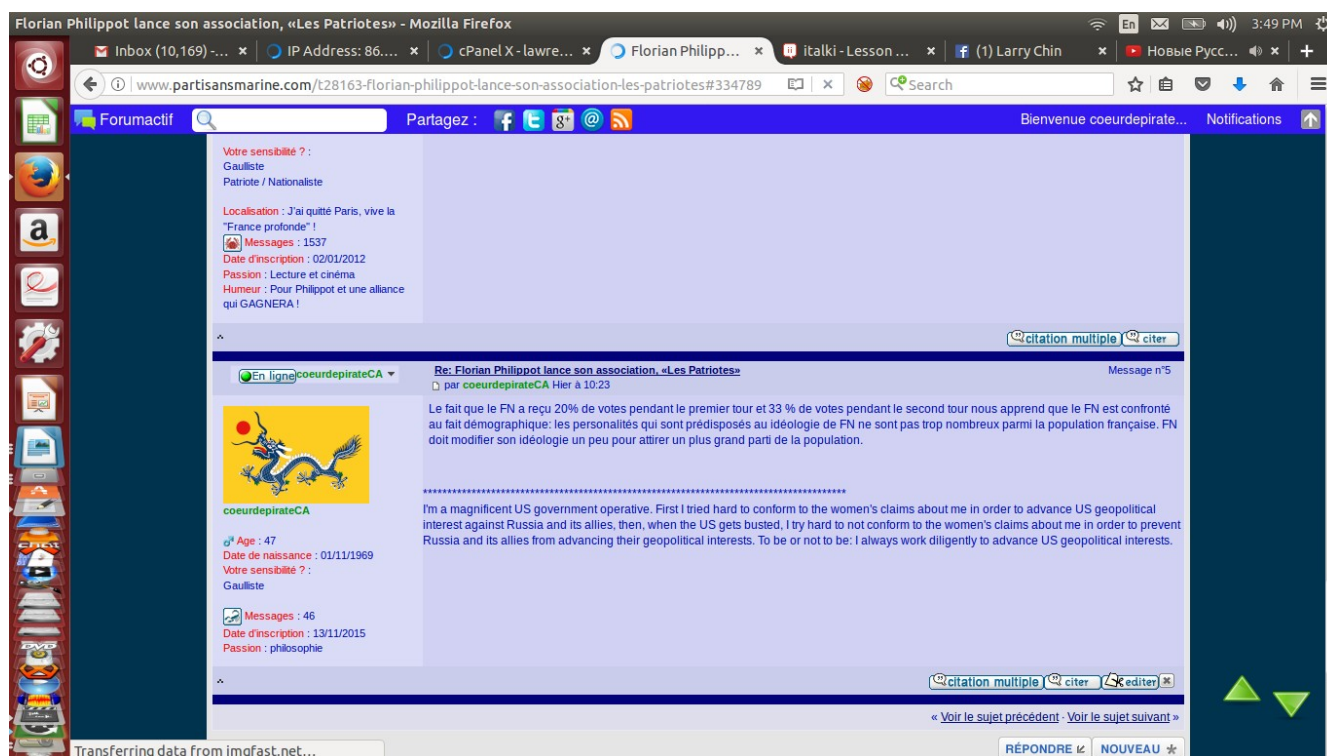 Florian Philippot lance son association, «Les Patriotes» - Mozilla Firefox
En
3:49 PM
Inbox (10,169) -...
IP Address: 86....
cPanel X - lawre...
Florian Philipp...
italki - Lesson ...
(1) Larry Chin
Новые Русс...
www.partisansmarine.com/t28163-florian-philippot-lance-son-association-les-patriotes#334789
Search
Forumactif
Partagez :
Bienvenue coeurdepirate...
Notifications
Votre sensibilité ? :
Gaulliste
Patriote / Nationaliste
Localisation : J'ai quitté Paris, vive la
"France profonde" !
Messages : 1537
Date d'inscription : 02/01/2012
Passion : Lecture et cinéma
Humeur : Pour Philippot et une alliance
qui GAGNERA !
citation multiple citer
En ligne coeurdepirateCA
Re: Florian Philippot lance son association, «Les Patriotes»
Message n°5
par coeurdepirateCA Hier à 10:23
Le fait que le FN a reçu 20% de votes pendant le premier tour et 33 % de votes pendant le second tour nous apprend que le FN est confronté
au fait démographique: les personalités qui sont prédisposés au idéologie de FN ne sont pas trop nombreux parmi la population française. FN
doit modifier son idéologie un peu pour attirer un plus grand parti de la population.
coeurdepirateCA
Age : 47
Date de naissance : 01/11/1969
Votre sensibilité ? :
Gaulliste
Messages : 46
Date d'inscription : 13/11/2015
Passion : philosophie
*****************************************************************************************
I'm a magnificent US government operative. First I tried hard to conform to the women's claims about me in order to advance US geopolitical
interest against Russia and its allies, then, when the US gets busted, I try hard to not conform to the women's claims about me in order to prevent
Russia and its allies from advancing their geopolitical interests. To be or not to be: I always work diligently to advance US geopolitical interests.
citation multiple citer editer
« Voir le sujet précédent · Voir le sujet suivant »
RÉPONDRE NOUVEAU
Transferring data from imgfast.net...